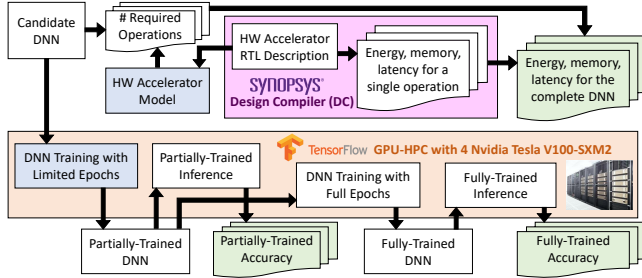 Candidate
DNN
# Required
Operations
HW Accelerator
Model
HW Accelerator
RTL Description
SYNOPSYS®
Design Compiler (DC)
Energy, memory,
latency for a
single operation
Energy, memory,
latency for the
complete DNN
TensorFlow GPU-HPC with 4 Nvidia Tesla V100-SXM2
DNN Training with
Limited Epochs
Partially-Trained
Inference
DNN Training with
Full Epochs
Fully-Trained
Inference
Partially-Trained
DNN
Partially-Trained
Accuracy
Fully-Trained
DNN
Fully-Trained
Accuracy